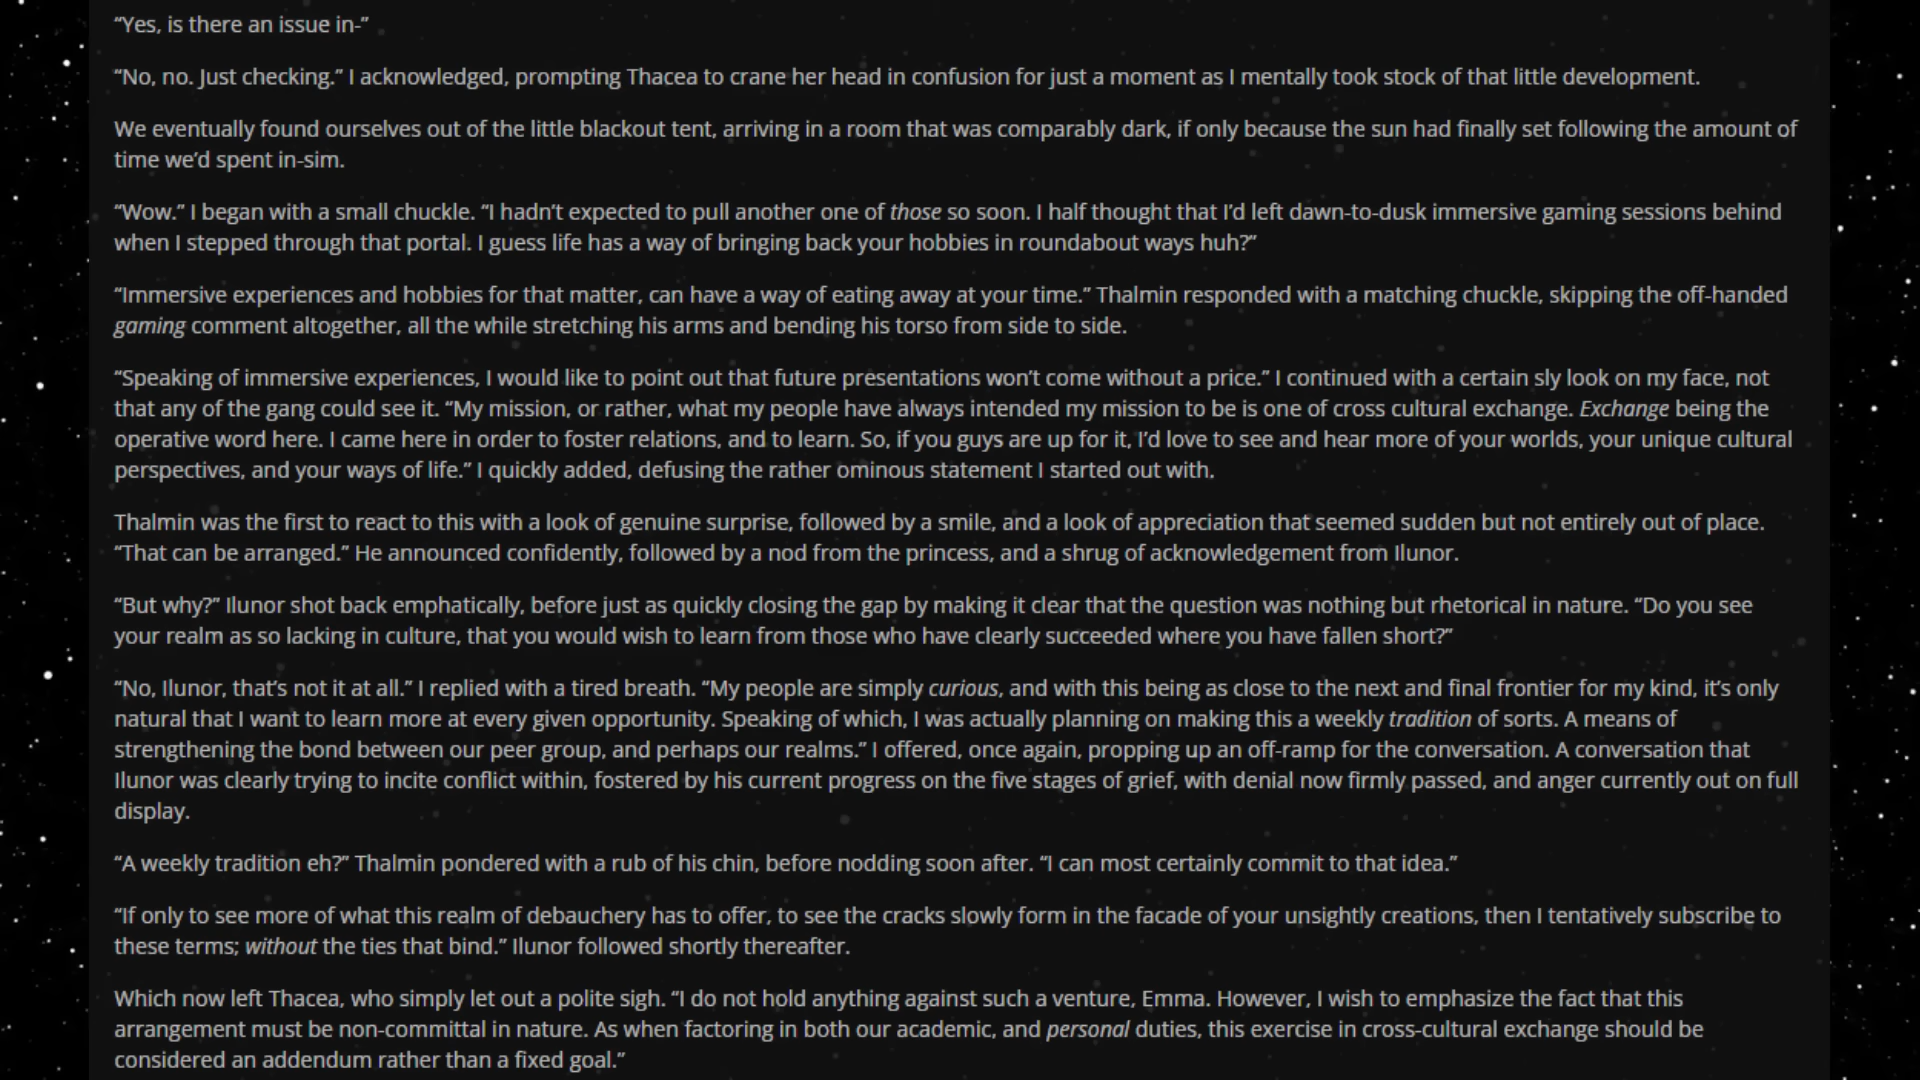 “Yes, is there an issue in-”
“No, no. Just checking.” I acknowledged, prompting Thacea to crane her head in confusion for just a moment as I mentally took stock of that little development.
We eventually found ourselves out of the little blackout tent, arriving in a room that was comparably dark, if only because the sun had finally set following the amount of
time we’d spent in-sim.
“Wow.” I began with a small chuckle. “I hadn’t expected to pull another one of those so soon. I half thought that I’d left dawn-to-dusk immersive gaming sessions behind
when I stepped through that portal. I guess life has a way of bringing back your hobbies in roundabout ways huh?”
“Immersive experiences and hobbies for that matter, can have a way of eating away at your time.” Thalmin responded with a matching chuckle, skipping the off-handed
gaming comment altogether, all the while stretching his arms and bending his torso from side to side.
“Speaking of immersive experiences, I would like to point out that future presentations won’t come without a price.” I continued with a certain sly look on my face, not
that any of the gang could see it. “My mission, or rather, what my people have always intended my mission to be is one of cross cultural exchange. Exchange being the
operative word here. I came here in order to foster relations, and to learn. So, if you guys are up for it, I’d love to see and hear more of your worlds, your unique cultural
perspectives, and your ways of life.” I quickly added, defusing the rather ominous statement I started out with.
Thalmin was the first to react to this with a look of genuine surprise, followed by a smile, and a look of appreciation that seemed sudden but not entirely out of place.
“That can be arranged.” He announced confidently, followed by a nod from the princess, and a shrug of acknowledgement from Ilunor.
“But why?” Ilunor shot back emphatically, before just as quickly closing the gap by making it clear that the question was nothing but rhetorical in nature. “Do you see
your realm as so lacking in culture, that you would wish to learn from those who have clearly succeeded where you have fallen short?”
“No, Ilunor, that’s not it at all.” I replied with a tired breath. “My people are simply curious, and with this being as close to the next and final frontier for my kind, it’s only
natural that I want to learn more at every given opportunity. Speaking of which, I was actually planning on making this a weekly tradition of sorts. A means of
strengthening the bond between our peer group, and perhaps our realms.” I offered, once again, propping up an off-ramp for the conversation. A conversation that
Ilunor was clearly trying to incite conflict within, fostered by his current progress on the five stages of grief, with denial now firmly passed, and anger currently out on full
display.
“A weekly tradition eh?” Thalmin pondered with a rub of his chin, before nodding soon after. “I can most certainly commit to that idea.”
“If only to see more of what this realm of debauchery has to offer, to see the cracks slowly form in the facade of your unsightly creations, then I tentatively subscribe to
these terms; without the ties that bind.” Ilunor followed shortly thereafter.
Which now left Thacea, who simply let out a polite sigh. “I do not hold anything against such a venture, Emma. However, I wish to emphasize the fact that this
arrangement must be non-committal in nature. As when factoring in both our academic, and personal duties, this exercise in cross-cultural exchange should be
considered an addendum rather than a fixed goal.”